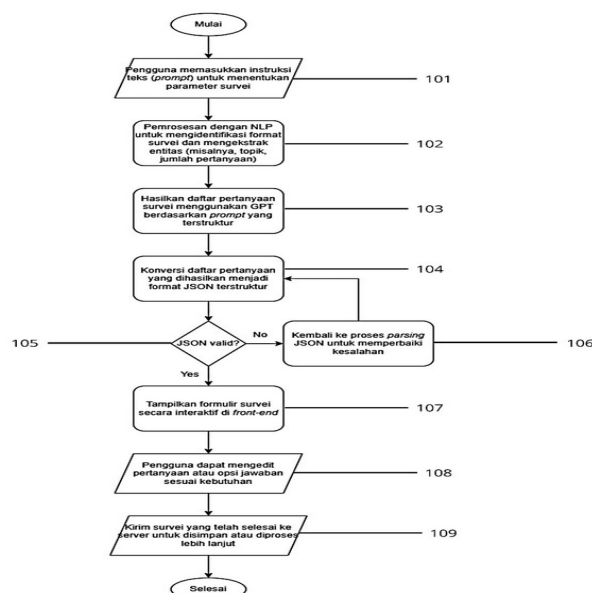 Mulai
Pengguna memasukkan instruksi
teks (prompt) untuk menentukan
parameter survei
101
Pemrosesan dengan NLP
untuk mengidentifikasi format
survei dan mengekstrak
entitas (misalnya, topik,
jumlah pertanyaan)
102
Hasilkan daftar pertanyaan
survei menggunakan GPT
berdasarkan prompt yang
terstruktur
103
Konversi daftar pertanyaan
yang dihasilkan menjadi
format JSON terstruktur
104
105
JSON valid?
No
Kembali ke proses parsing
JSON untuk memperbaiki
kesalahan
106
Yes
Tampilkan formulir survei
secara interaktif di front-end
107
Pengguna dapat mengedit
pertanyaan atau opsi jawaban
sesuai kebutuhan
108
Kirim survei yang telah selesai ke
server untuk disimpan atau diproses
lebih lanjut
109
Selesai